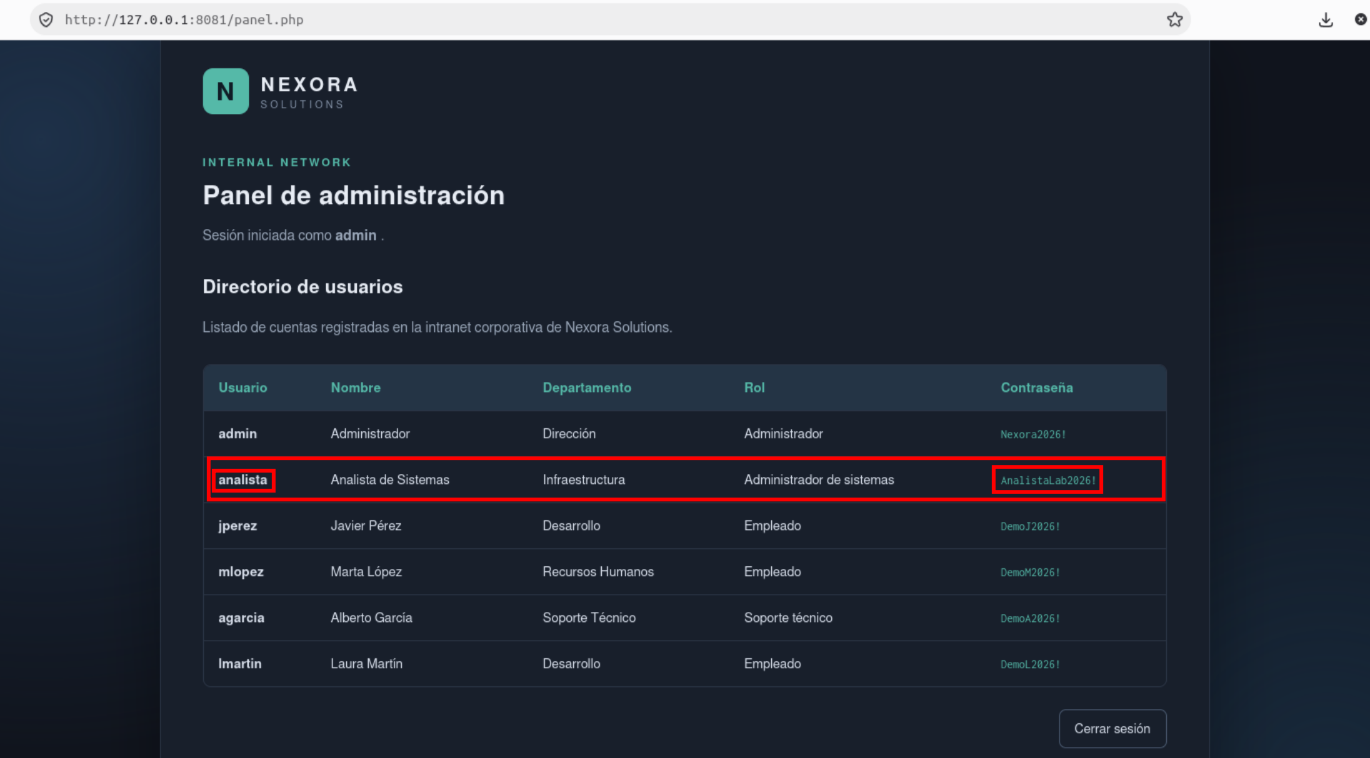 http://127.0.0.1:8081/panel.php
N
NEXORA
SOLUTIONS
INTERNAL NETWORK
Panel de administración
Sesión iniciada como admin .
Directorio de usuarios
Listado de cuentas registradas en la intranet corporativa de Nexora Solutions.
Usuario Nombre Departamento Rol Contraseña
admin Administrador Dirección Administrador Nexora2026!
analista Analista de Sistemas Infraestructura Administrador de sistemas AnalistaLab2026!
jperez Javier Pérez Desarrollo Empleado DemoJ2026!
mlopez Marta López Recursos Humanos Empleado DemoM2026!
agarcia Alberto García Soporte Técnico Soporte técnico DemoA2026!
lmartin Laura Martín Desarrollo Empleado DemoL2026!
Cerrar sesión